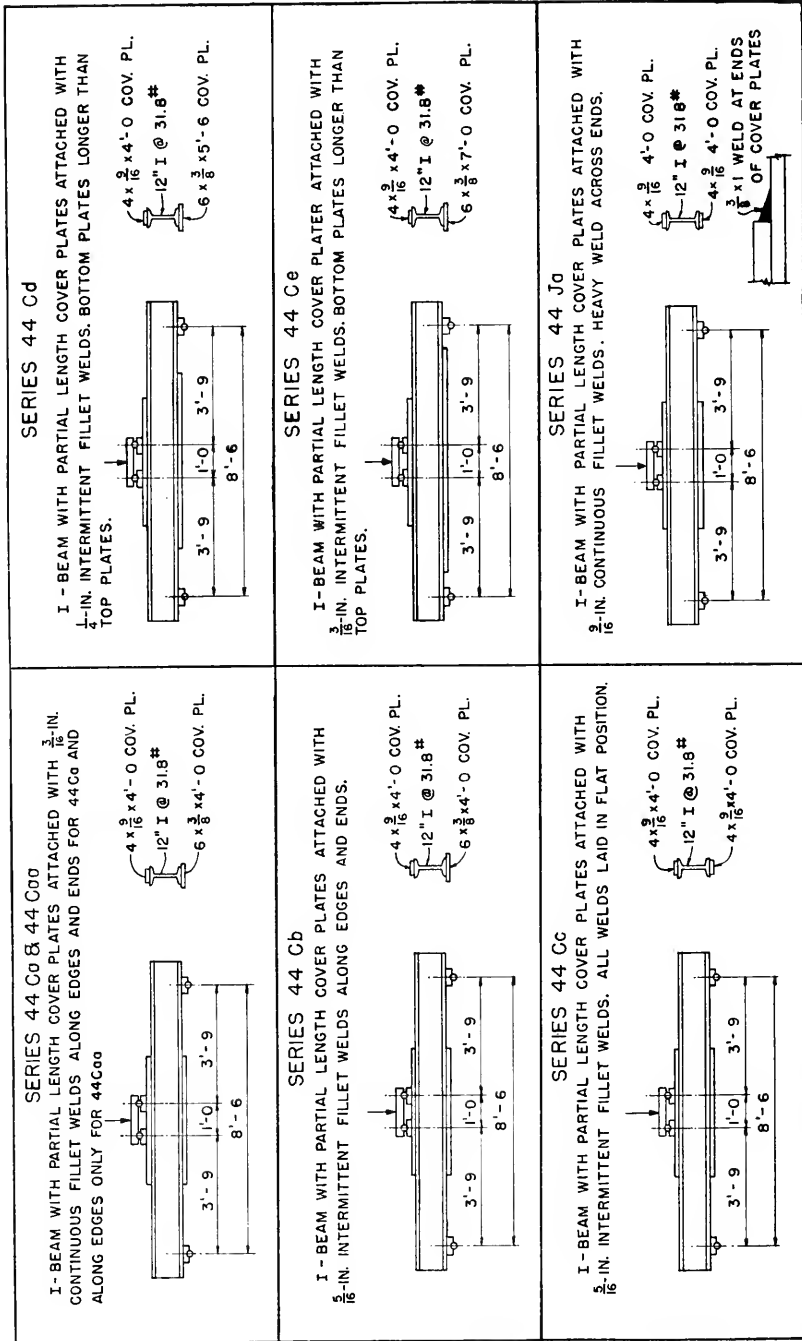 SERIES 44 Ca & 44 Caa
I-BEAM WITH PARTIAL LENGTH COVER PLATES ATTACHED WITH 3/16-IN.
CONTINUOUS FILLET WELDS ALONG EDGES AND ENDS FOR 44Ca AND
ALONG EDGES ONLY FOR 44Caa
4 x 9/16 x 4'-0 COV. PL.
12" I @ 31.8#
6 x 3/8 x 4'-0 COV. PL.
3'-9
1'-0
3'-9
8'-6
SERIES 44 Cb
I-BEAM WITH PARTIAL LENGTH COVER PLATES ATTACHED WITH
5/16-IN. INTERMITTENT FILLET WELDS ALONG EDGES AND ENDS.
4 x 9/16 x 4'-0 COV. PL.
12" I @ 31.8#
6 x 3/8 x 4'-0 COV. PL.
3'-9
1'-0
3'-9
8'-6
SERIES 44 Cc
I-BEAM WITH PARTIAL LENGTH COVER PLATES ATTACHED WITH
5/16-IN. INTERMITTENT FILLET WELDS. ALL WELDS LAID IN FLAT POSITION.
4 x 9/16 x 4'-0 COV. PL.
12" I @ 31.8#
4 x 9/16 x 4'-0 COV. PL.
3'-9
1'-0
3'-9
8'-6
SERIES 44 Cd
I-BEAM WITH PARTIAL LENGTH COVER PLATES ATTACHED WITH
1/4-IN. INTERMITTENT FILLET WELDS. BOTTOM PLATES LONGER THAN
TOP PLATES.
4 x 9/16 x 4'-0 COV. PL.
12" I @ 31.8#
6 x 3/8 x 5'-6 COV. PL.
3'-9
1'-0
3'-9
8'-6
SERIES 44 Ce
I-BEAM WITH PARTIAL LENGTH COVER PLATER ATTACHED WITH
3/16-IN. INTERMITTENT FILLET WELDS. BOTTOM PLATES LONGER THAN
TOP PLATES.
4 x 9/16 x 4'-0 COV. PL.
12" I @ 31.8#
6 x 3/8 x 7'-0 COV. PL.
3'-9
1'-0
3'-9
8'-6
SERIES 44 Ja
I-BEAM WITH PARTIAL LENGTH COVER PLATES ATTACHED WITH
9/16-IN. CONTINUOUS FILLET WELDS. HEAVY WELD ACROSS ENDS.
4 x 9/16 4'-0 COV. PL.
12" I @ 31.8#
4 x 9/16 4'-0 COV. PL.
3/8 x 1 WELD AT ENDS
OF COVER PLATES
3'-9
1'-0
3'-9
8'-6